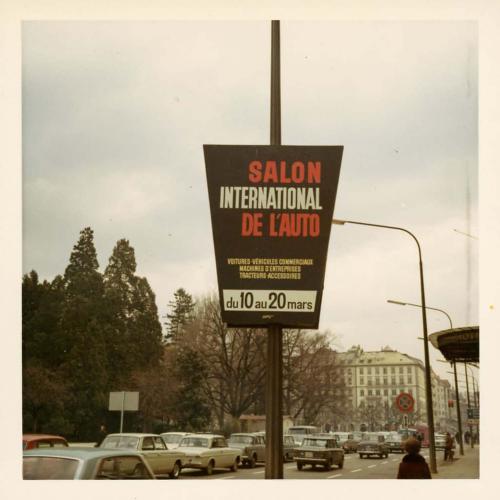 SALON
INTERNATIONAL
DE L'AUTO
VOITURES-VÉHICULES COMMERCIAUX
MACHINES D'ENTREPRISES
TRACTEURS-ACCESSOIRES
du 10 au 20 mars